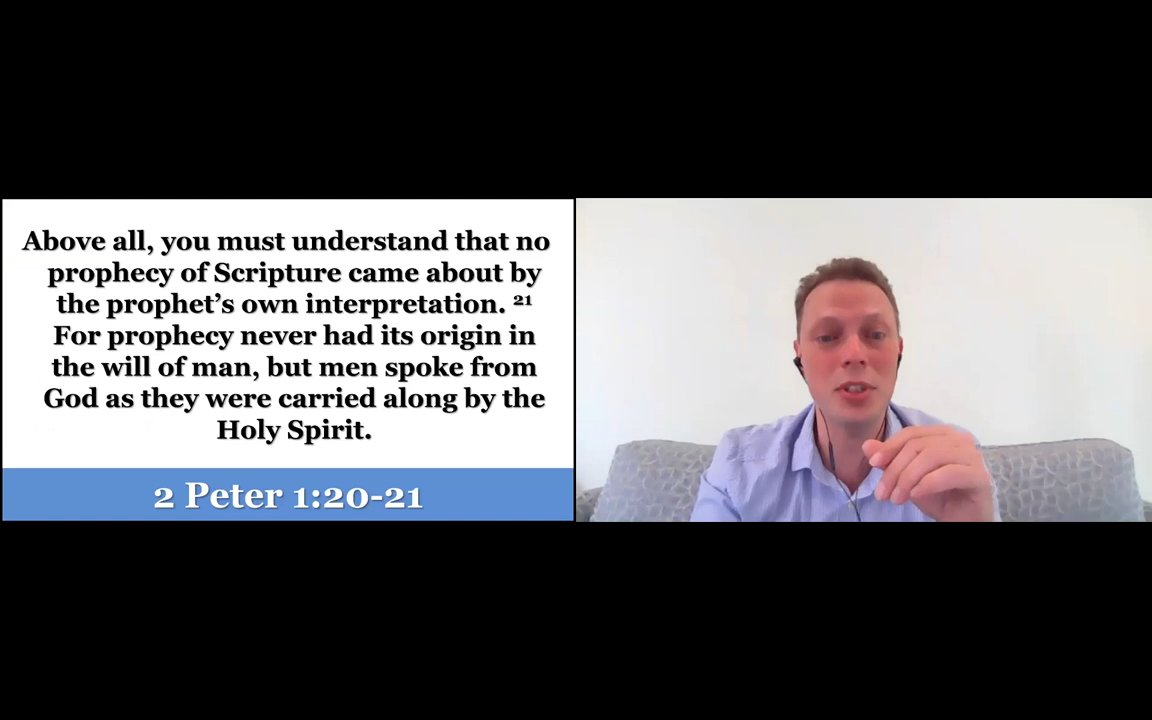 Above all, you must understand that no
prophecy of Scripture came about by
the prophet’s own interpretation. ²¹
For prophecy never had its origin in
the will of man, but men spoke from
God as they were carried along by the
Holy Spirit.
2 Peter 1:20-21